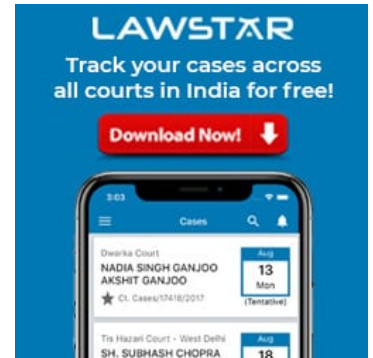 LAWSTAR
Track your cases across
all courts in India for free!
Download Now!
3:03
Cases
Dwarka Court
NADIA SINGH GANJOO
AKSHIT GANJOO
Ct. Cases/17418/2017
Aug
13
Mon
(Tentative)
Tis Hazari Court - West Delhi
SH. SUBHASH CHOPRA
Aug
18